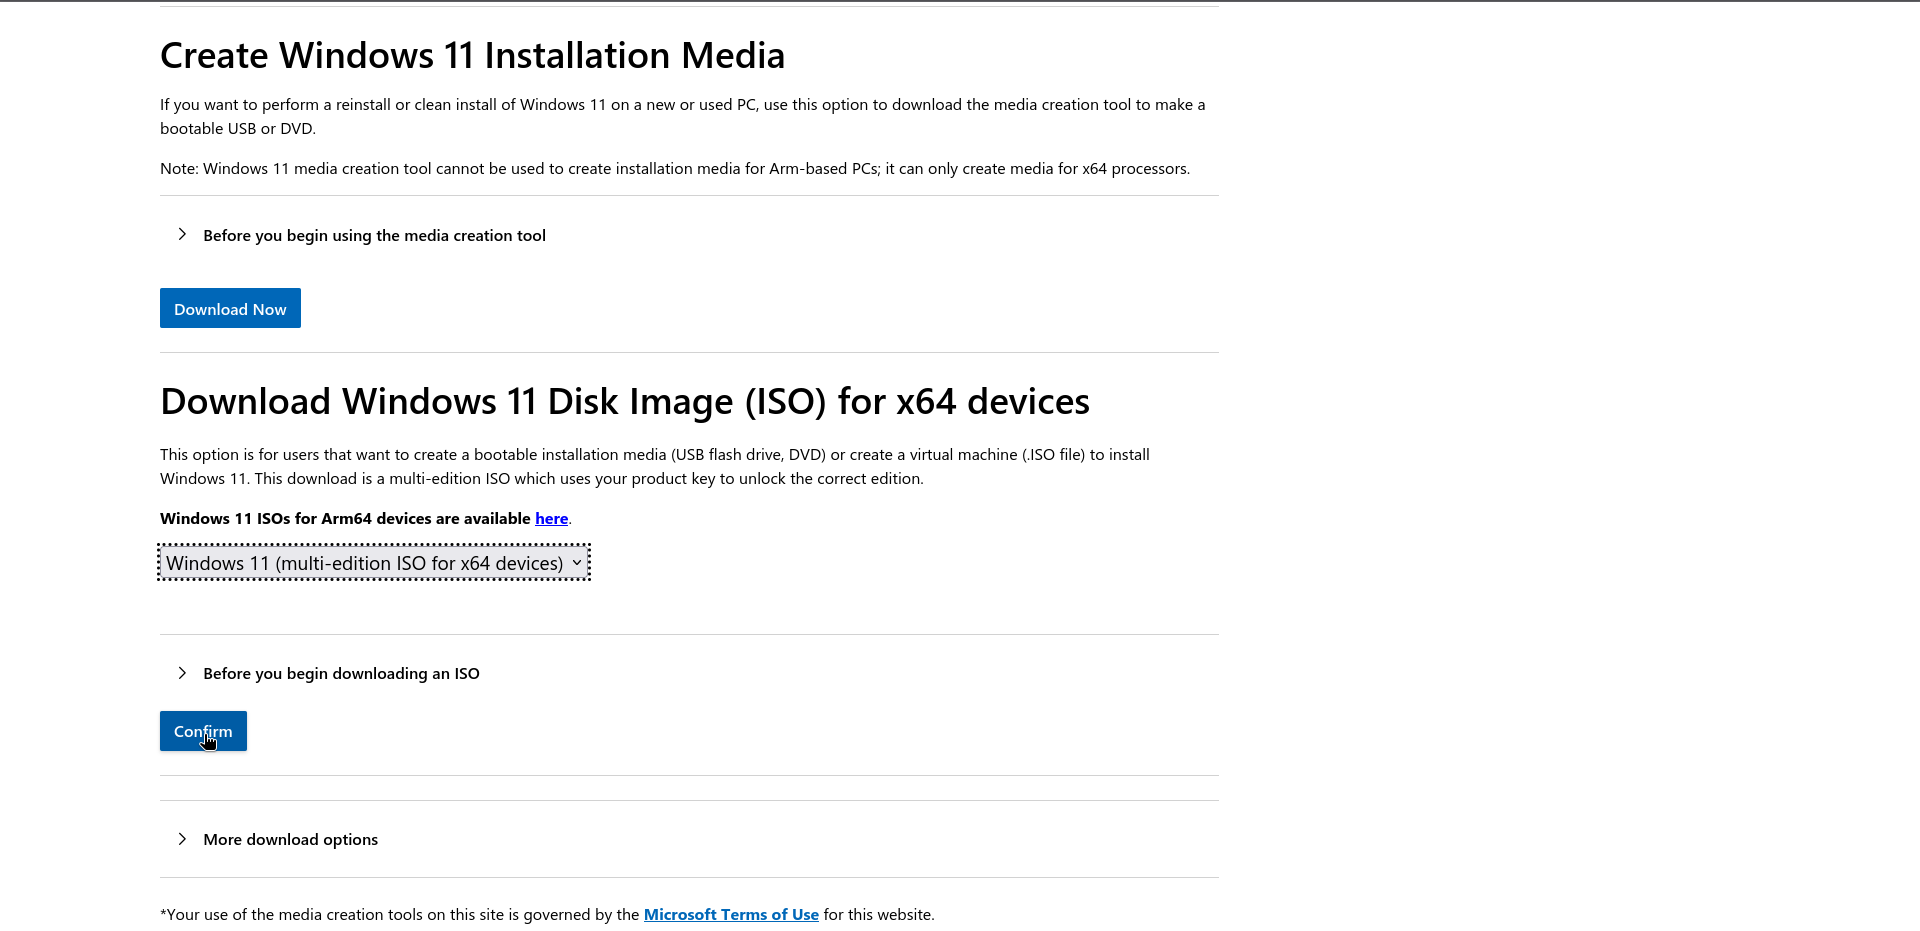 Create Windows 11 Installation Media
If you want to perform a reinstall or clean install of Windows 11 on a new or used PC, use this option to download the media creation tool to make a
bootable USB or DVD.
Note: Windows 11 media creation tool cannot be used to create installation media for Arm-based PCs; it can only create media for x64 processors.
Before you begin using the media creation tool
Download Now
Download Windows 11 Disk Image (ISO) for x64 devices
This option is for users that want to create a bootable installation media (USB flash drive, DVD) or create a virtual machine (.ISO file) to install
Windows 11. This download is a multi-edition ISO which uses your product key to unlock the correct edition.
Windows 11 ISOs for Arm64 devices are available here.
Windows 11 (multi-edition ISO for x64 devices)
Before you begin downloading an ISO
Confirm
More download options
*Your use of the media creation tools on this site is governed by the Microsoft Terms of Use for this website.